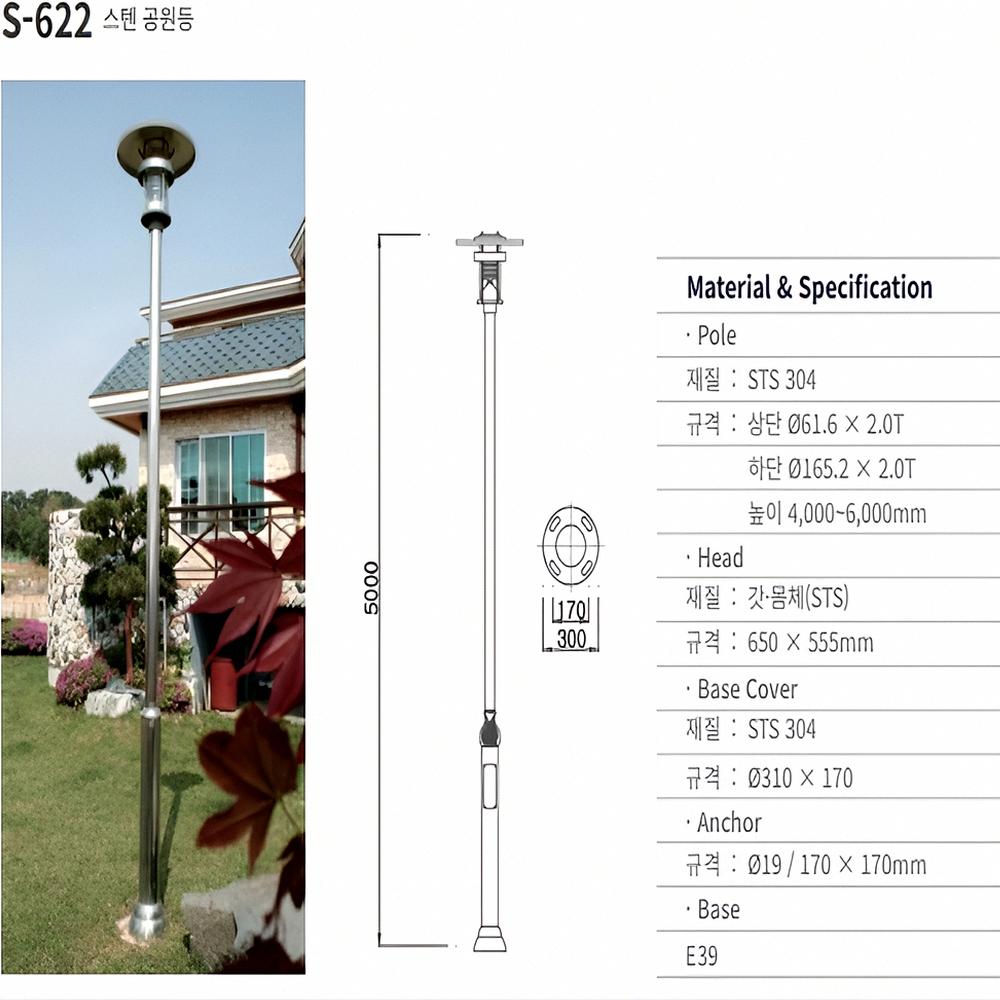 S-622 스텐 공원등
5000
170
300
Material & Specification
· Pole
재질 : STS 304
규격 : 상단 Ø61.6 × 2.0T
하단 Ø165.2 × 2.0T
높이 4,000~6,000mm
· Head
재질 : 갓·몸체(STS)
규격 : 650 × 555mm
· Base Cover
재질 : STS 304
규격 : Ø310 × 170
· Anchor
규격 : Ø19 / 170 × 170mm
· Base
E39